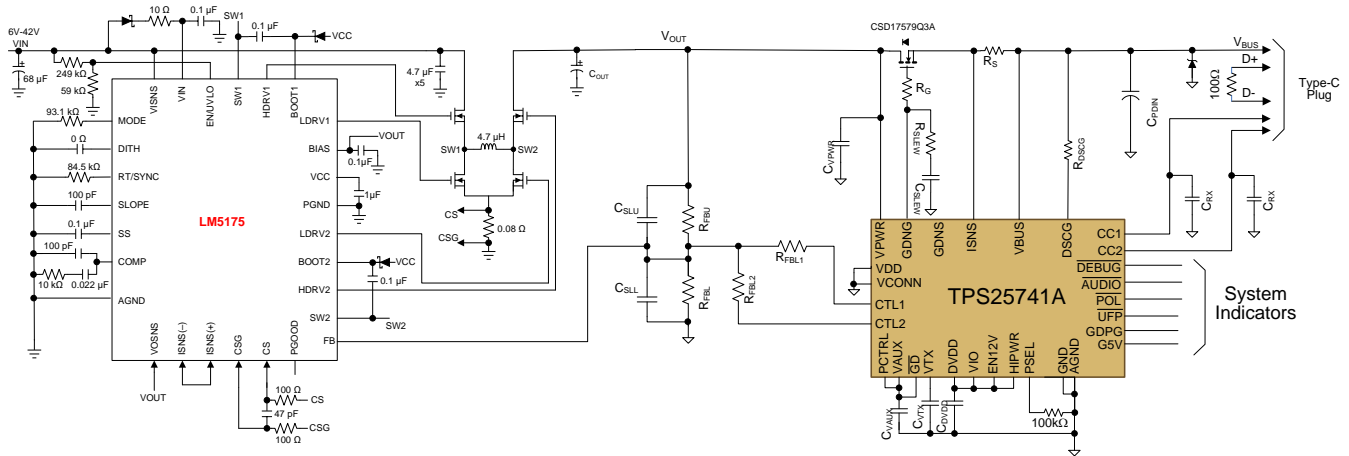 6V-42V
VIN
68 µF
10 Ω
0.1 µF
SW1
0.1 µF
VCC
249 kΩ
59 kΩ
93.1 kΩ
0 Ω
84.5 kΩ
100 pF
0.1 µF
100 pF
10 kΩ
0.022 µF
VISNS
VIN
EN/UVLO
SW1
HDRV1
BOOT1
MODE
DITH
RT/SYNC
SLOPE
SS
COMP
AGND
LM5175
LDRV1
BIAS
VCC
PGND
LDRV2
BOOT2
HDRV2
SW2
FB
VOSNS
ISNS(–)
ISNS(+)
CSG
CS
PGOOD
VOUT
100 Ω
CS
47 pF
CSG
100 Ω
VOUT
0.1µF
1µF
VCC
0.1 µF
SW2
4.7 µF
x5
4.7 µH
SW1
SW2
CS
CSG
0.08 Ω
COUT
VOUT
CSLU
CSLL
RFBU
RFBL
RFBL1
RFBL2
CSD17579Q3A
RG
RS
RSLEW
CSLEW
CVPWR
RDSCG
CPDIN
VBUS
D+
100Ω
D-
Type-C
Plug
CRX
CRX
VPWR
GDNG
GDNS
ISNS
VBUS
DSCG
VDD
VCONN
CTL1
CTL2
TPS25741A
CC1
CC2
DEBUG
AUDIO
POL
UFP
GDPG
G5V
System
Indicators
PCTRL
VAUX
GD
VTX
DVDD
VIO
EN12V
HIPWR
PSEL
GND
AGND
CVAUX
CVTX
CDVDD
100kΩ